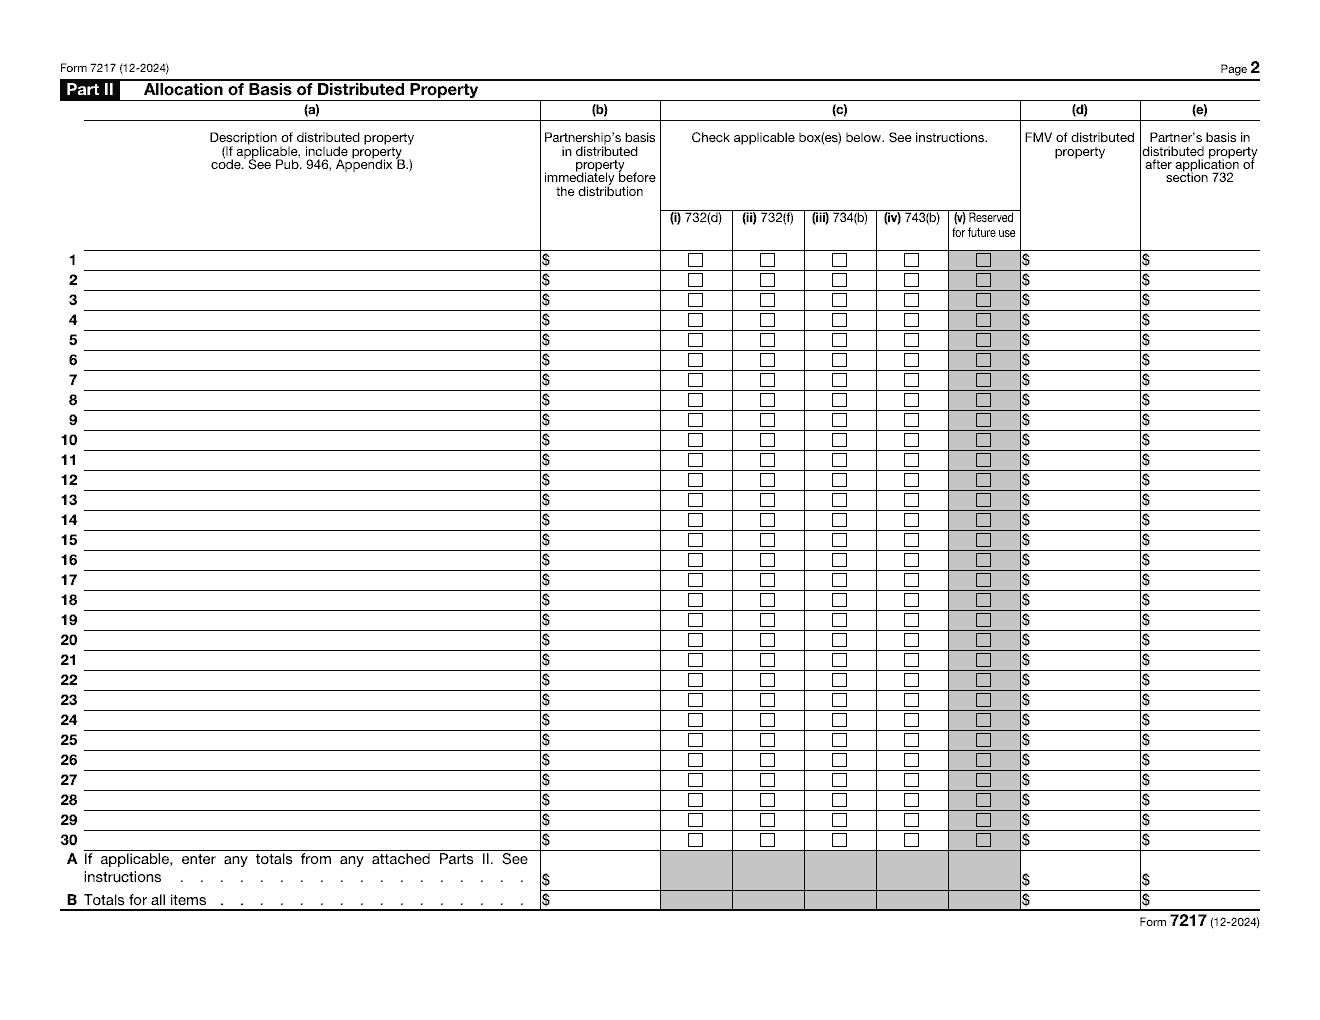 Form 7217 (12-2024)
Page 2
Part II Allocation of Basis of Distributed Property
(a)
Description of distributed property
(If applicable, include property
code. See Pub. 946, Appendix B.)
(b)
Partnership's basis
in distributed
property
immediately before
the distribution
(c)
Check applicable box(es) below. See instructions.
(i) 732(d)
(ii) 732(f)
(iii) 734(b)
(iv) 743(b)
(v) Reserved
for future use
(d)
FMV of distributed
property
(e)
Partner's basis in
distributed property
after application of
section 732
1 $ $ $
2 $ $ $
3 $ $ $
4 $ $ $
5 $ $ $
6 $ $ $
7 $ $ $
8 $ $ $
9 $ $ $
10 $ $ $
11 $ $ $
12 $ $ $
13 $ $ $
14 $ $ $
15 $ $ $
16 $ $ $
17 $ $ $
18 $ $ $
19 $ $ $
20 $ $ $
21 $ $ $
22 $ $ $
23 $ $ $
24 $ $ $
25 $ $ $
26 $ $ $
27 $ $ $
28 $ $ $
29 $ $ $
30 $ $ $
A If applicable, enter any totals from any attached Parts II. See
instructions . . . . . . . . . . . . . . . . . . . . $ $ $
B Totals for all items . . . . . . . . . . . . . . . . . . $ $ $
Form 7217 (12-2024)